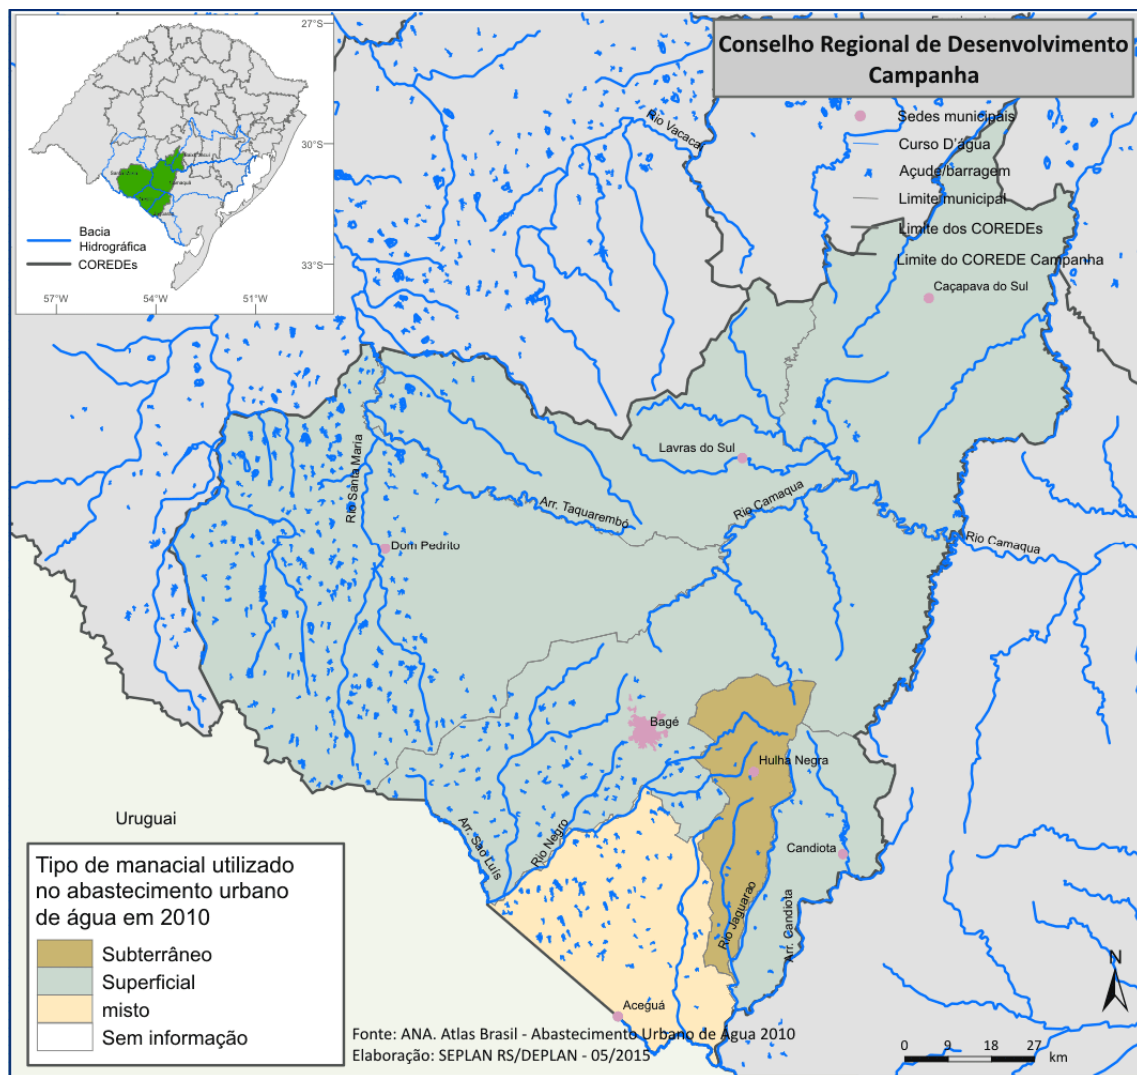 Conselho Regional de Desenvolvimento
Campanha
27°S
30°S
33°S
57°W
54°W
51°W
Bacia
Hidrográfica
COREDEs
Sedes municipais
Curso D'água
Açude/barragem
Limite municipal
Limite dos COREDEs
Limite do COREDE Campanha
Rio Vacacaí
Caçapava do Sul
Lavras do Sul
Rio Santa Maria
Arr. Taquarembó
Rio Camaqua
Rio Camaqua
Dom Pedrito
Bagé
Hulha Negra
Candiota
Arr. São Luís
Rio Negro
Rio Jaguarao
Arr. Candiota
Aceguá
Uruguai
Tipo de manacial utilizado
no abastecimento urbano
de água em 2010
Subterrâneo
Superficial
misto
Sem informação
Fonte: ANA. Atlas Brasil - Abastecimento Urbano de Água 2010
Elaboração: SEPLAN RS/DEPLAN - 05/2015
N
0 9 18 27
km